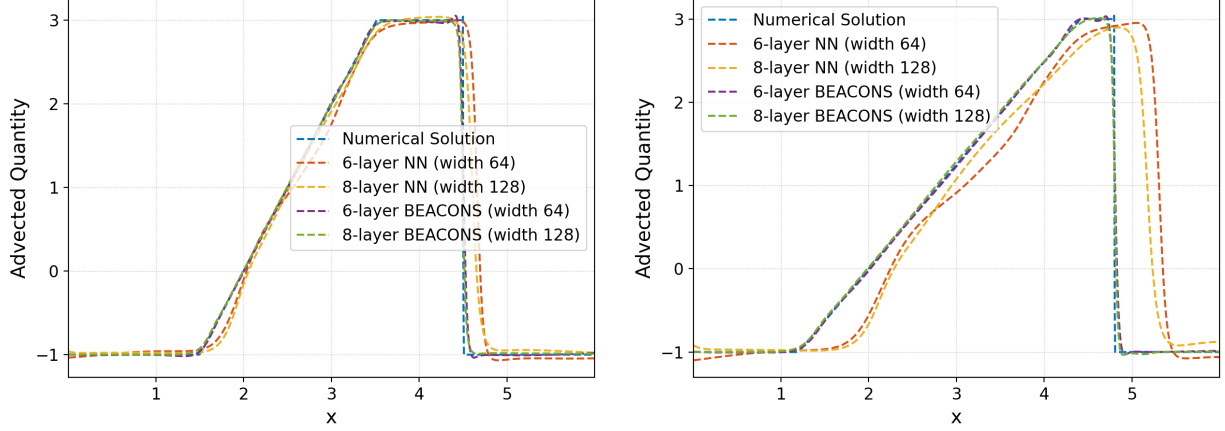 3
2
1
0
−1
Advected Quantity
Numerical Solution
6-layer NN (width 64)
8-layer NN (width 128)
6-layer BEACONS (width 64)
8-layer BEACONS (width 128)
1 2 3 4 5
x
3
2
1
0
−1
Advected Quantity
Numerical Solution
6-layer NN (width 64)
8-layer NN (width 128)
6-layer BEACONS (width 64)
8-layer BEACONS (width 128)
1 2 3 4 5
x